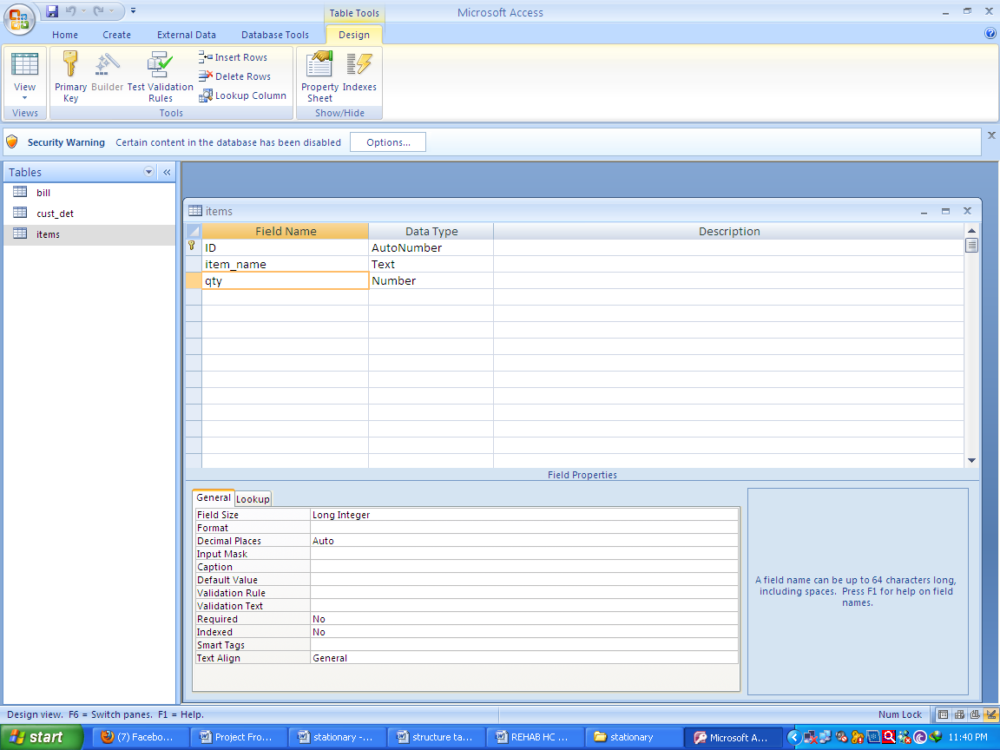 Table Tools
Microsoft Access
Home
Create
External Data
Database Tools
Design
View
Primary Key
Builder
Test Validation Rules
Insert Rows
Delete Rows
Lookup Column
Property Sheet
Indexes
Views
Tools
Show/Hide
Security Warning
Certain content in the database has been disabled
Options...
Tables
bill
cust_det
items
items
Field Name
Data Type
Description
ID
AutoNumber
item_name
Text
qty
Number
Field Properties
General
Lookup
Field Size
Long Integer
Format
Decimal Places
Auto
Input Mask
Caption
Default Value
Validation Rule
Validation Text
Required
No
Indexed
No
Smart Tags
Text Align
General
A field name can be up to 64 characters long,
including spaces. Press F1 for help on field
names.
Design view. F6 = Switch panes. F1 = Help.
Num Lock
start
(7) Facebo...
Project Fro...
stationary -...
structure ta...
REHAB HC ...
stationary
Microsoft A...
11:40 PM